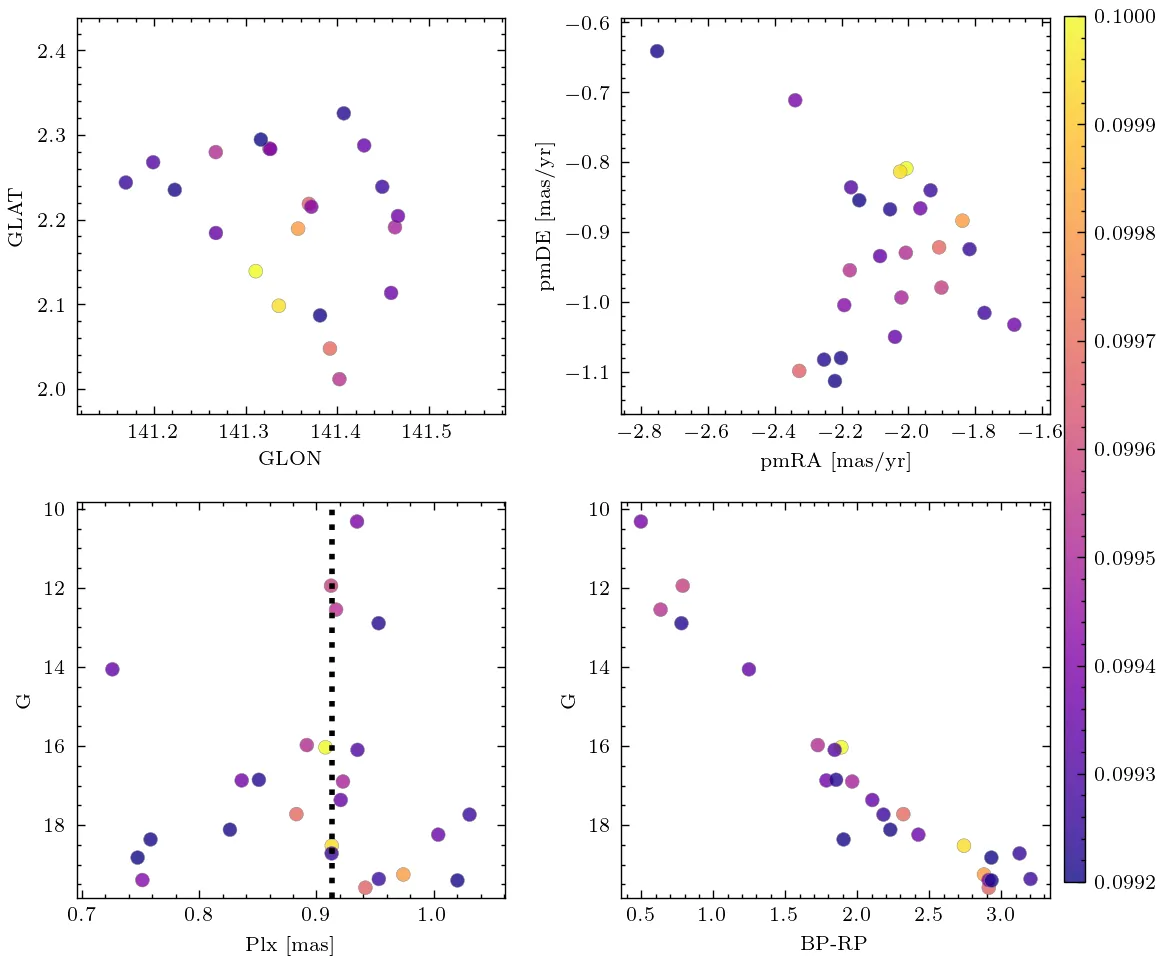 2.4
2.3
2.2
2.1
2.0
GLAT
141.2 141.3 141.4 141.5
GLON
−0.6
−0.7
−0.8
−0.9
−1.0
−1.1
pmDE [mas/yr]
−2.8 −2.6 −2.4 −2.2 −2.0 −1.8 −1.6
pmRA [mas/yr]
0.1000
0.0999
0.0998
0.0997
0.0996
0.0995
0.0994
0.0993
0.0992
10
12
14
16
18
G
0.7 0.8 0.9 1.0
Plx [mas]
10
12
14
16
18
G
0.5 1.0 1.5 2.0 2.5 3.0
BP-RP